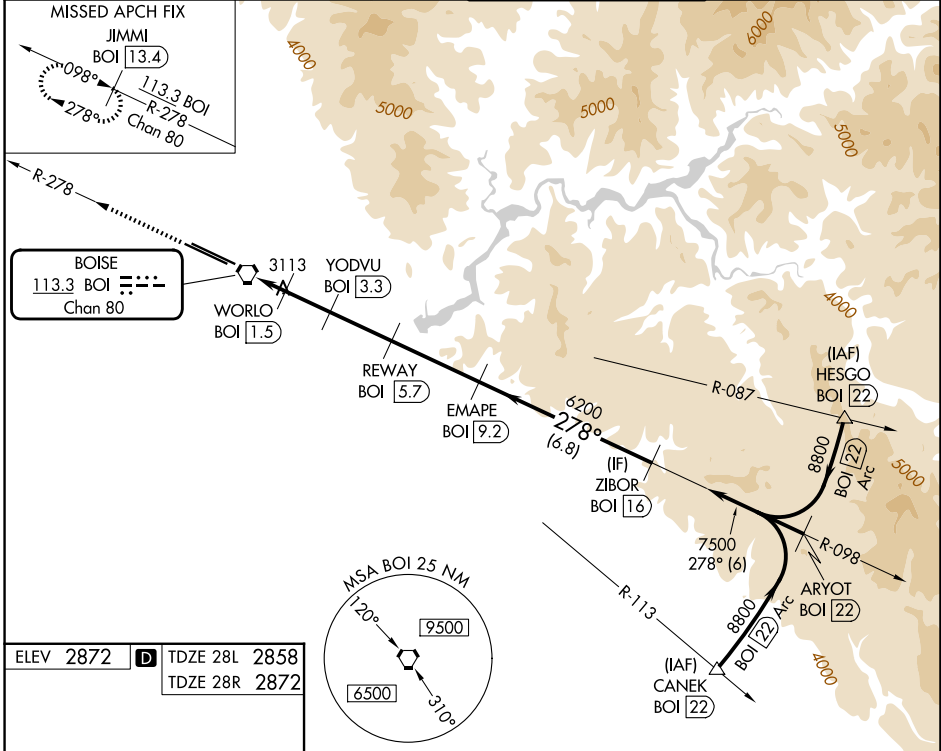 MISSED APCH FIX
JIMMI
BOI 13.4
098°
278°
113.3 BOI
R-278
Chan 80
4000
5000
5000
6000
5000
R-278
BOISE
113.3 BOI
Chan 80
3113
WORLO
BOI 1.5
YODVU
BOI 3.3
REWAY
BOI 5.7
EMAPE
BOI 9.2
6200
278°
(6.8)
(IF)
ZIBOR
BOI 16
4000
R-087
(IAF)
HESGO
BOI 22
8800
BOI 22 Arc
5000
7500
278° (6)
R-098
ARYOT
BOI 22
R-113
8800
BOI 22 Arc
(IAF)
CANEK
BOI 22
4000
MSA BOI 25 NM
120°
9500
6500
310°
ELEV 2872
D
TDZE 28L 2858
TDZE 28R 2872